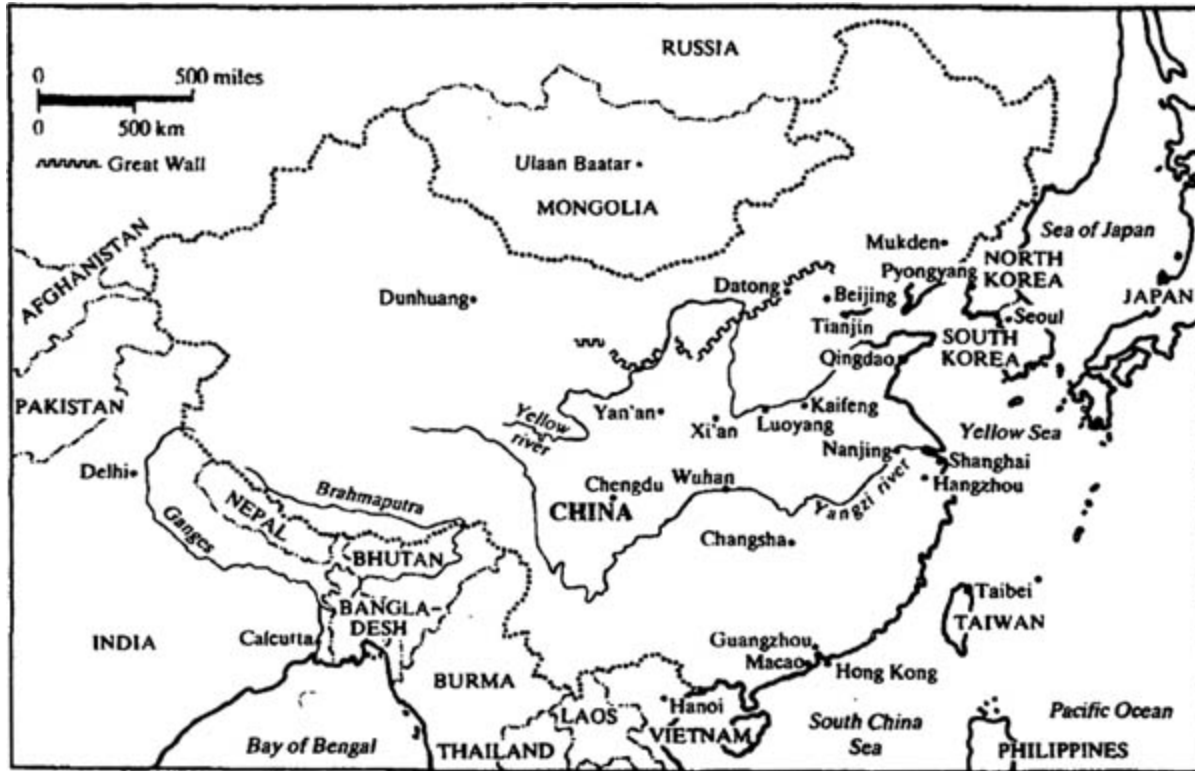 RUSSIA
0 500 miles
0 500 km
Great Wall
Ulaan Baatar
MONGOLIA
AFGHANISTAN
Sea of Japan
Mukden
NORTH
KOREA
Pyongyang
Dunhuang
Datong
Beijing
JAPAN
Tianjin
Seoul
SOUTH
KOREA
Qingdao
PAKISTAN
Yellow
river
Yan'an
Kaifeng
Xi'an
Luoyang
Yellow Sea
Nanjing
Shanghai
Delhi
Brahmaputra
Chengdu
Wuhan
Yangzi river
Hangzhou
NEPAL
CHINA
Ganges
Changsha
BHUTAN
Taibei
BANGLA-
DESH
TAIWAN
INDIA
Calcutta
Guangzhou
Macao
Hong Kong
BURMA
Hanoi
LAOS
South China
Sea
Pacific Ocean
VIETNAM
Bay of Bengal
THAILAND
PHILIPPINES